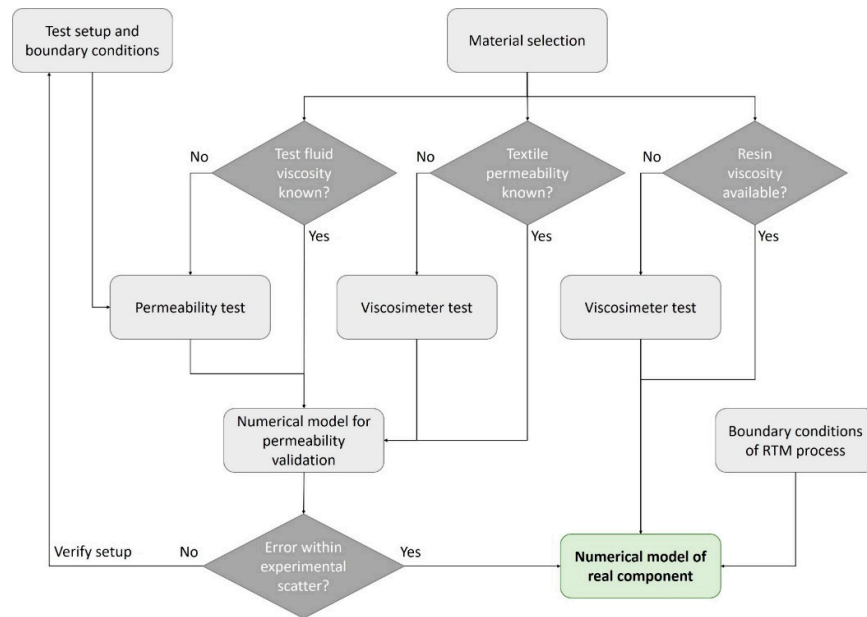 Test setup and
boundary conditions
Material selection
No
Test fluid
viscosity
known?
Yes
No
Textile
permeability
known?
Yes
No
Resin
viscosity
available?
Yes
Permeability test
Viscosimeter test
Viscosimeter test
Numerical model for
permeability
validation
Boundary conditions
of RTM process
Verify setup
No
Error within
experimental
scatter?
Yes
Numerical model of
real component